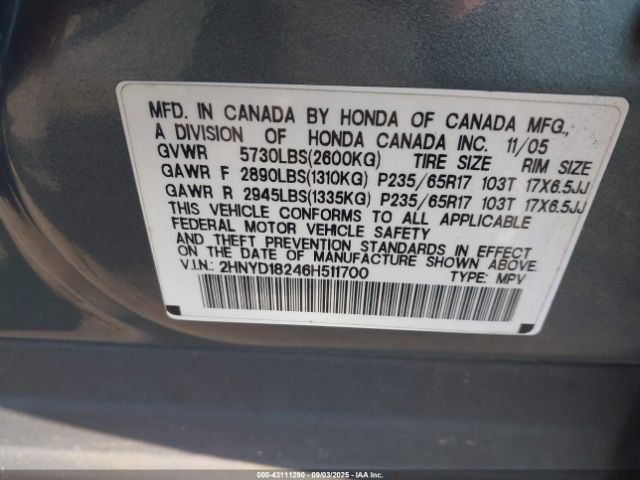 MFD. IN CANADA BY HONDA OF CANADA MFG.,
A DIVISION OF HONDA CANADA INC. 11/05
GVWR 5730LBS(2600KG) TIRE SIZE RIM SIZE
GAWR F 2890LBS(1310KG) P235/65R17 103T 17X6.5JJ
GAWR R 2945LBS(1335KG) P235/65R17 103T 17X6.5JJ
THIS VEHICLE CONFORMS TO ALL APPLICABLE
FEDERAL MOTOR VEHICLE SAFETY
AND THEFT PREVENTION STANDARDS IN EFFECT
ON THE DATE OF MANUFACTURE SHOWN ABOVE.
V.I.N.: 2HNYD18246H511700 TYPE: MPV
000-43111290 - 09/03/2025 - IAAI.COM